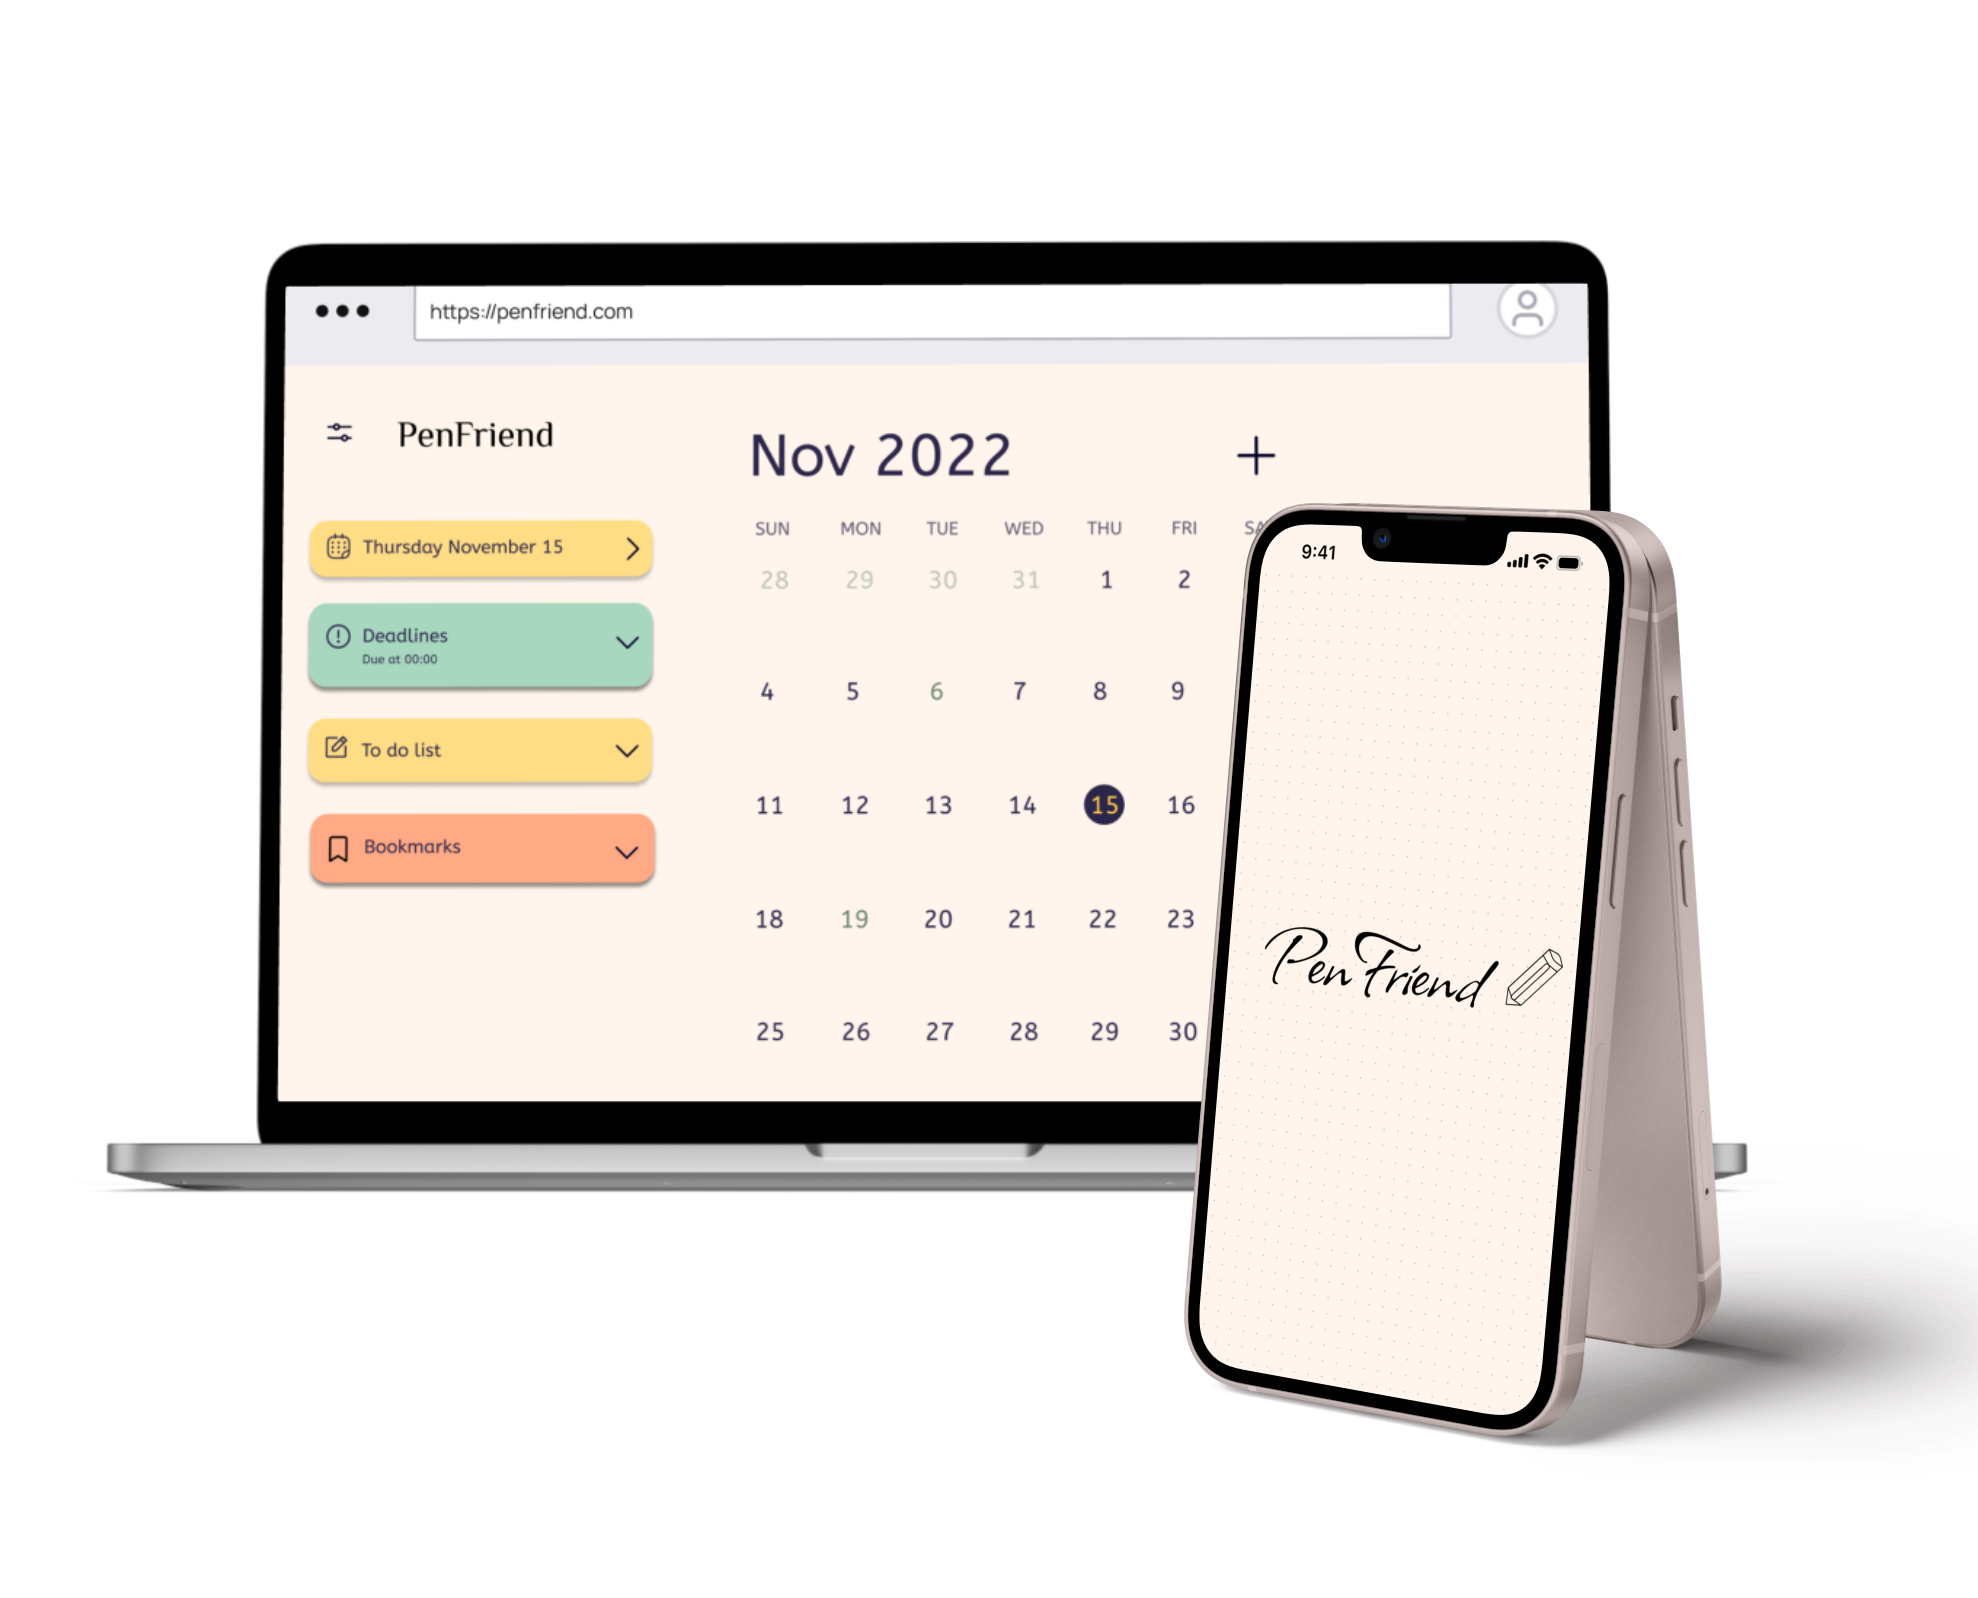 https://penfriend.com
PenFriend
Thursday November 15
Deadlines
Due at 00:00
To do list
Bookmarks
Nov 2022
SUN MON TUE WED THU FRI
28 29 30 31 1 2
4 5 6 7 8 9
11 12 13 14 15 16
18 19 20 21 22 23
25 26 27 28 29 30
9:41
Pen Friend